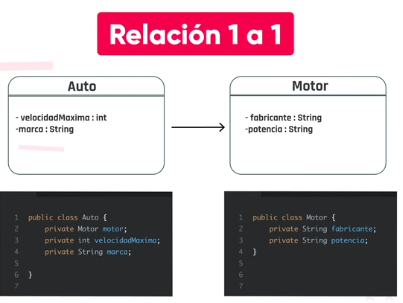 Relación 1 a 1
Auto
- velocidadMaxima : int
-marca : String
Motor
- fabricante : String
-potencia : String
1 public class Auto {
2 private Motor motor;
3 private int velocidadMaxima;
4 private String marca;
5
6 }
7
1 public class Motor {
2 private String fabricante;
3 private String potencia;
4 }
5
6
7